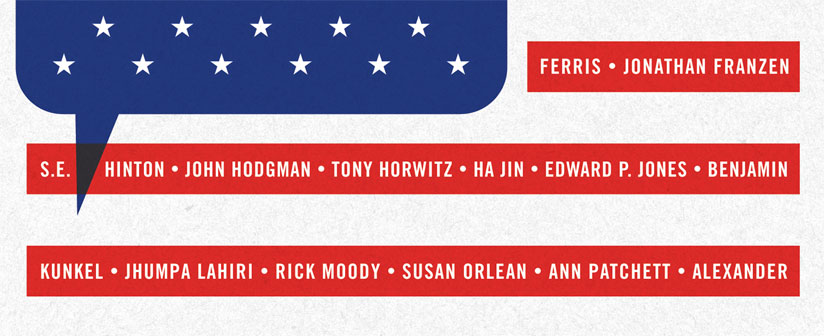 FERRIS • JONATHAN FRANZEN
S.E. HINTON • JOHN HODGMAN • TONY HORWITZ • HA JIN • EDWARD P. JONES • BENJAMIN
KUNKEL • JHUMPA LAHIRI • RICK MOODY • SUSAN ORLEAN • ANN PATCHETT • ALEXANDER